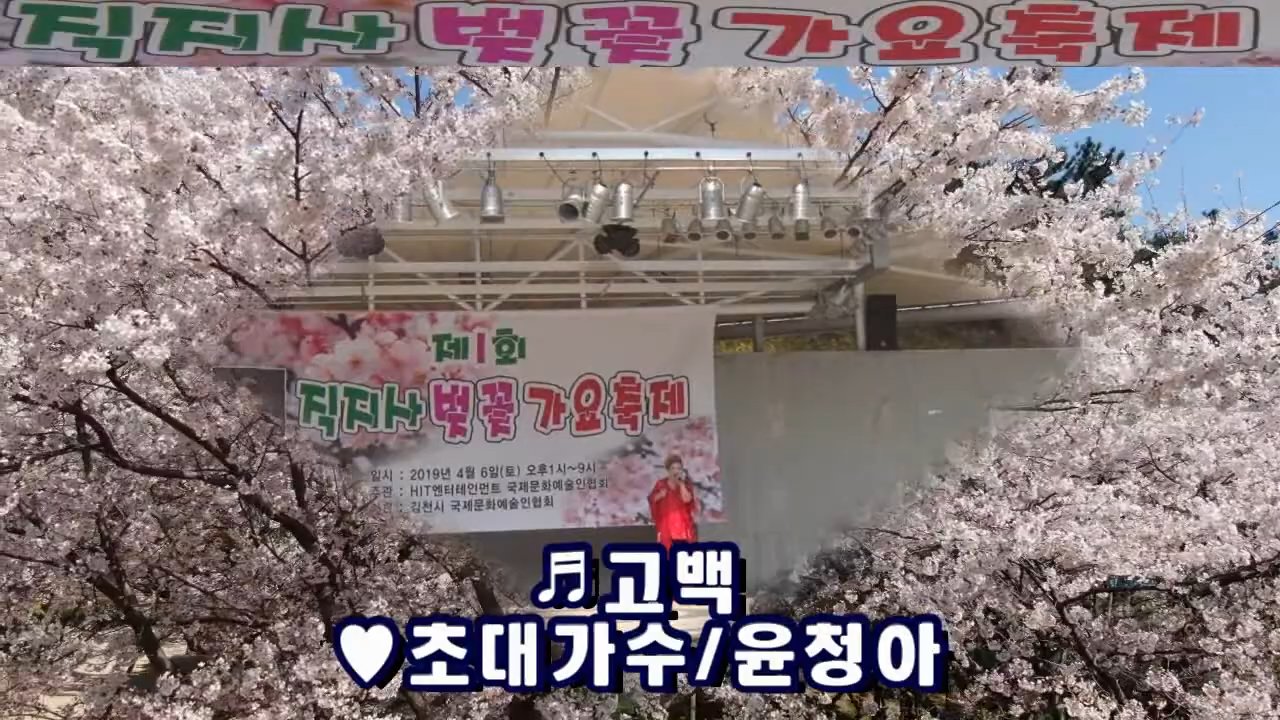 직지사 벚꽃 가요축제
제1회
직지사 벚꽃 가요축제
일시 : 2019년 4월 6일(토) 오후1시~9시
주관 : HIT엔터테인먼트 국제문화예술인협회
: 김천시 국제문화예술인협회
♬고백
♥초대가수/윤청아